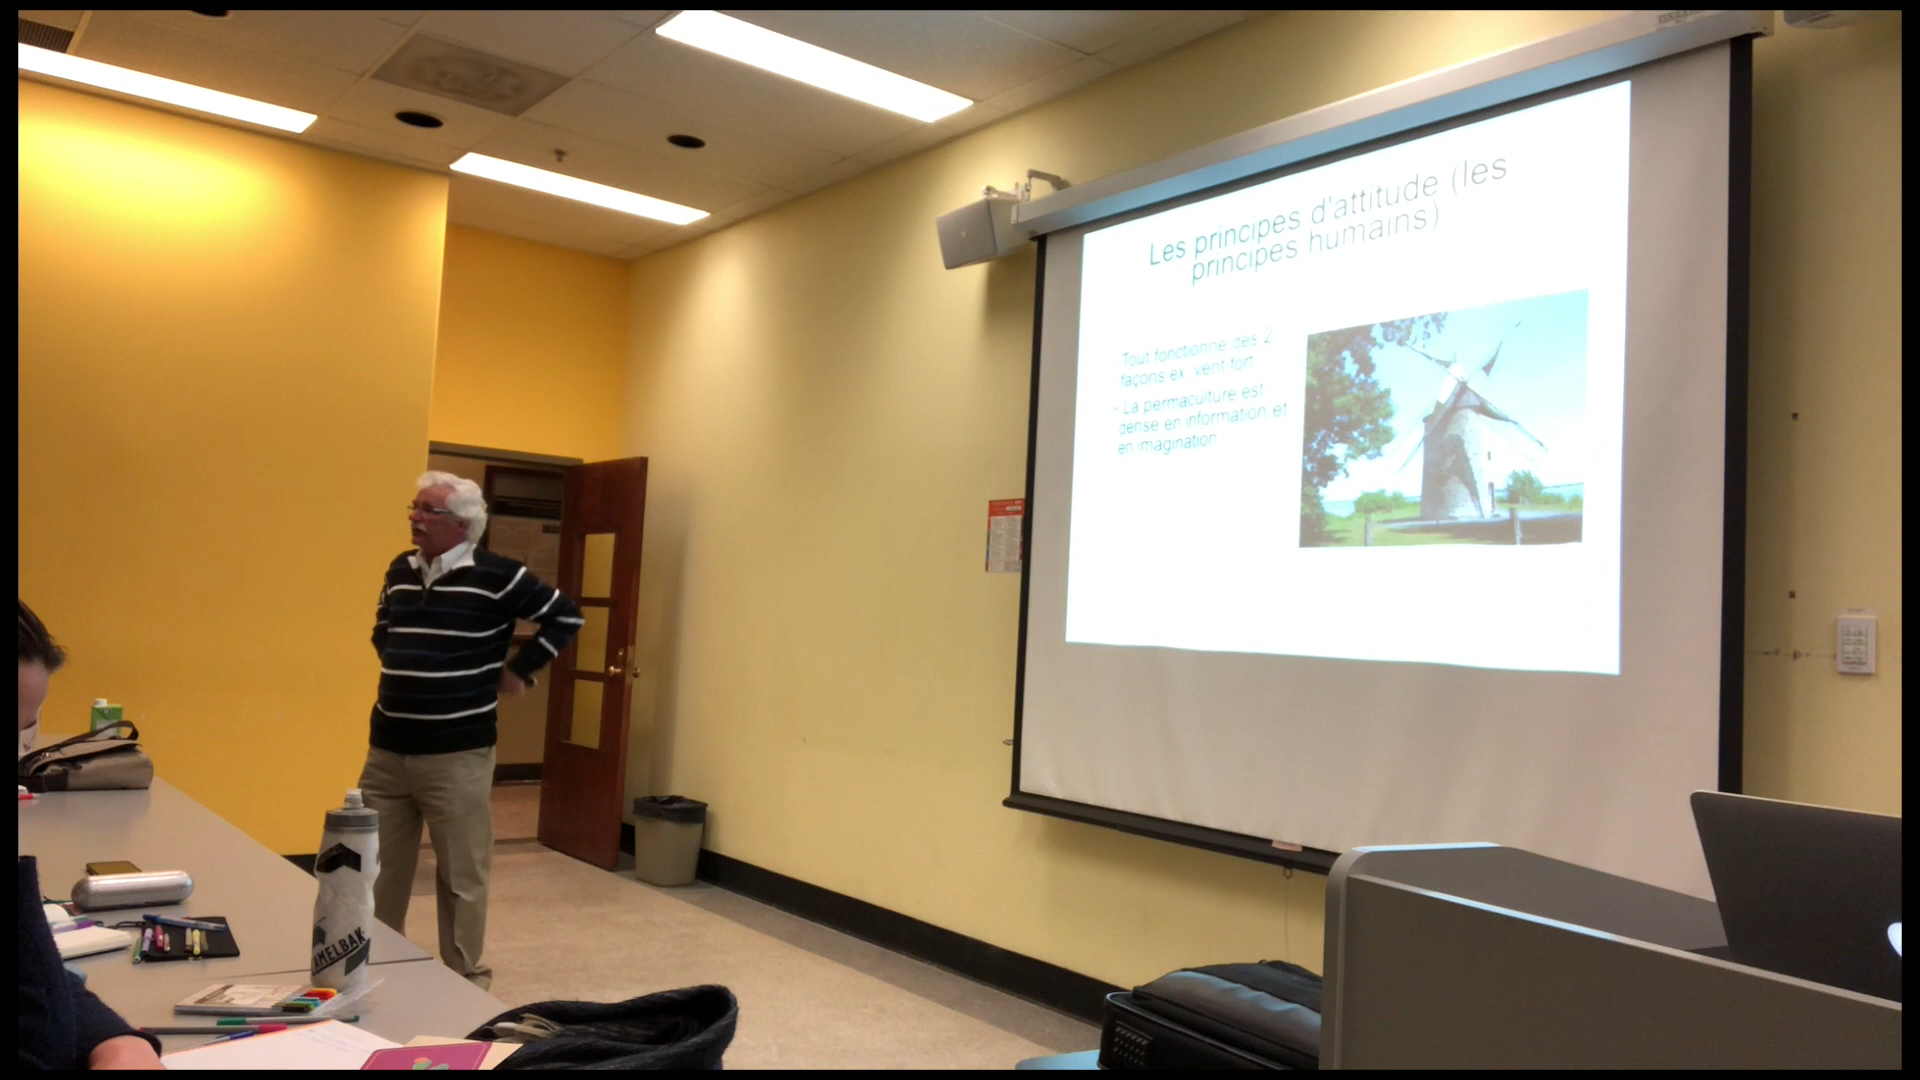 Les principes d'attitude (les
principes humains)
Tout fonctionne des 2
façons ex. vent fort
- La permaculture est
dense en information et
en imagination
AMELBAK